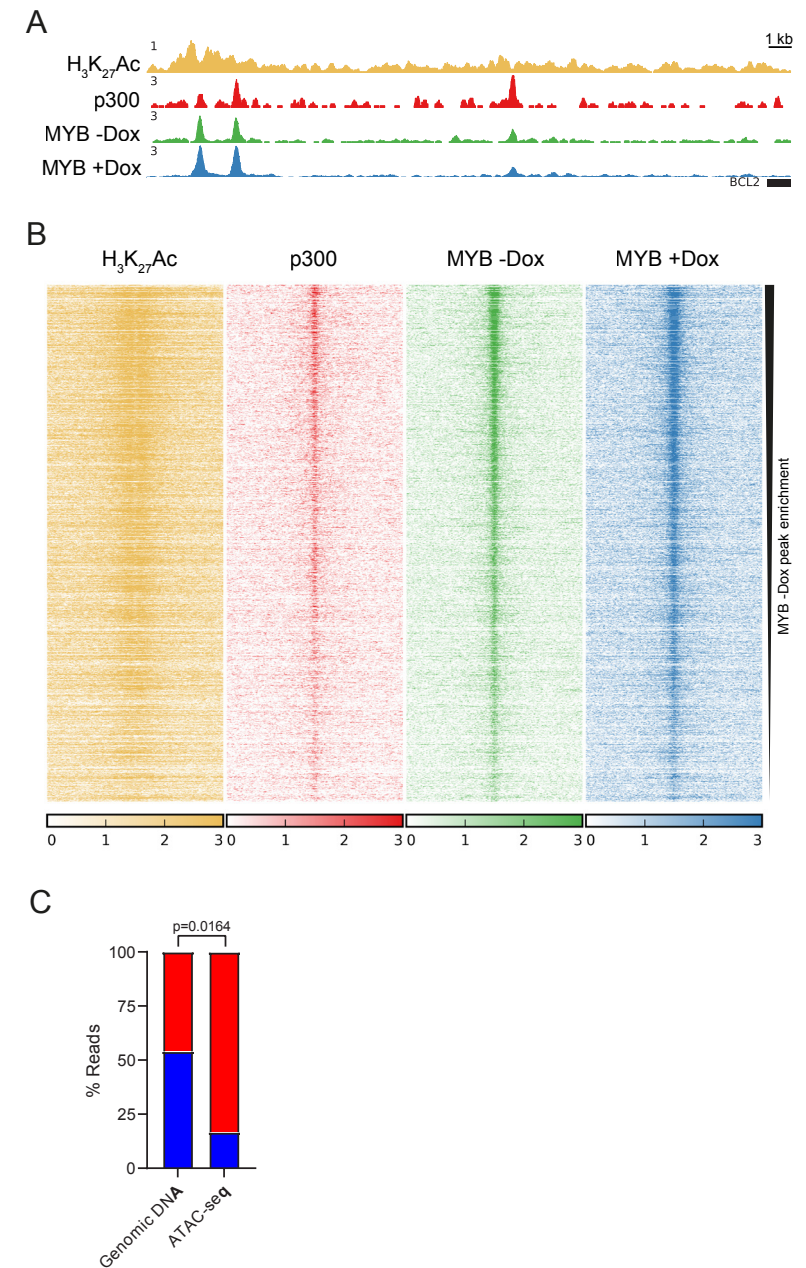 A
1 kb
H3K27Ac
1
p300
3
MYB -Dox
3
MYB +Dox
3
BCL2
B
H3K27Ac p300 MYB -Dox MYB +Dox
MYB -Dox peak enrichment
0 1 2 3 0 1 2 3 0 1 2 3 0 1 2 3
C
p=0.0164
100
75
50
25
0
% Reads
Genomic DNA
ATAC-seq